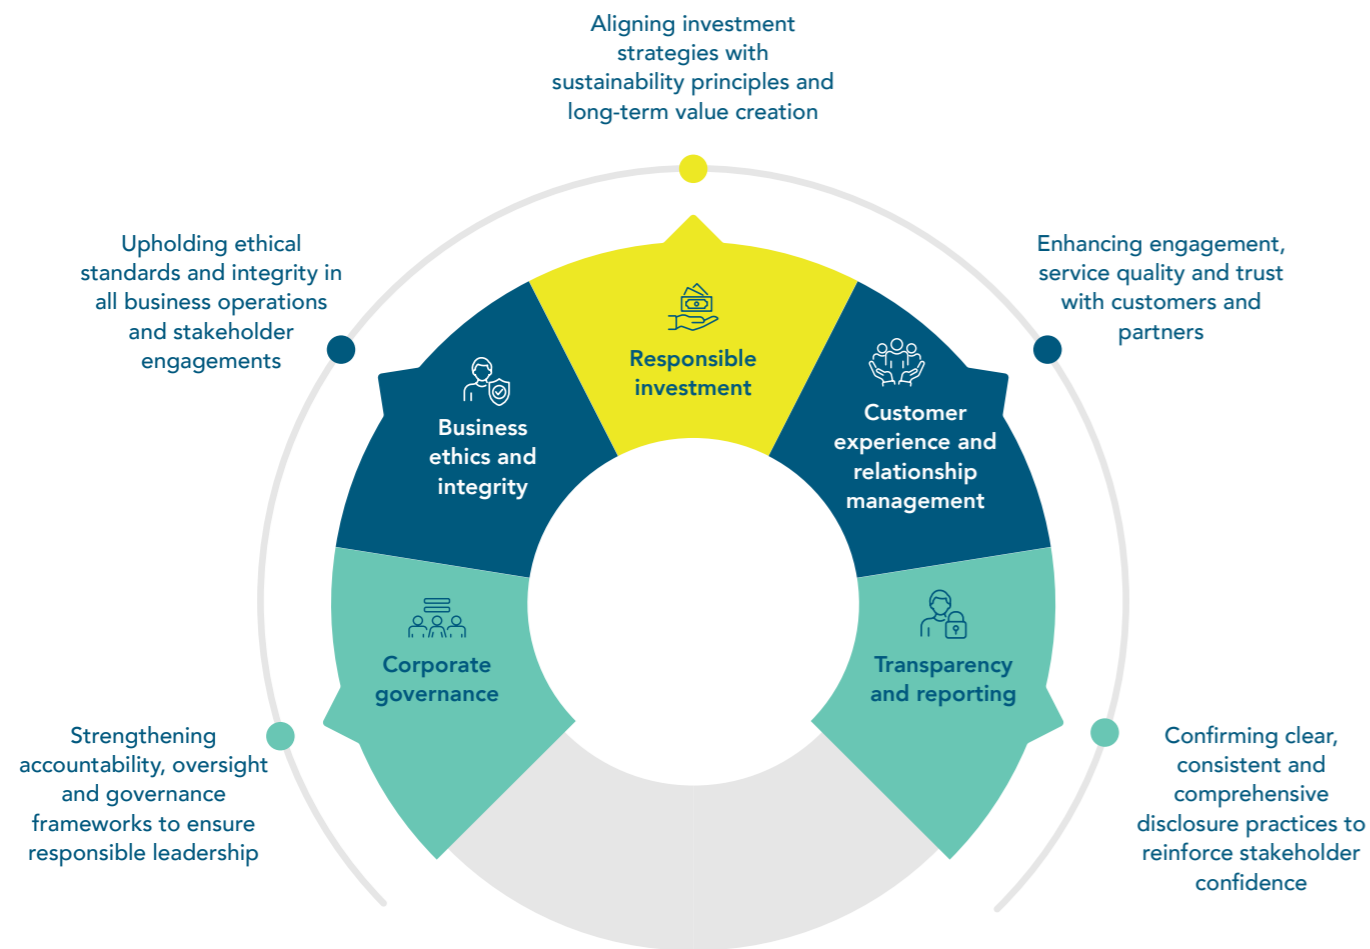 Aligning investment
strategies with
sustainability principles and
long-term value creation
Upholding ethical
standards and integrity in
all business operations
and stakeholder
engagements
Enhancing engagement,
service quality and trust
with customers and
partners
Responsible
investment
Business
ethics and
integrity
Customer
experience and
relationship
management
Corporate
governance
Transparency
and reporting
Strengthening
accountability, oversight
and governance
frameworks to ensure
responsible leadership
Confirming clear,
consistent and
comprehensive
disclosure practices to
reinforce stakeholder
confidence